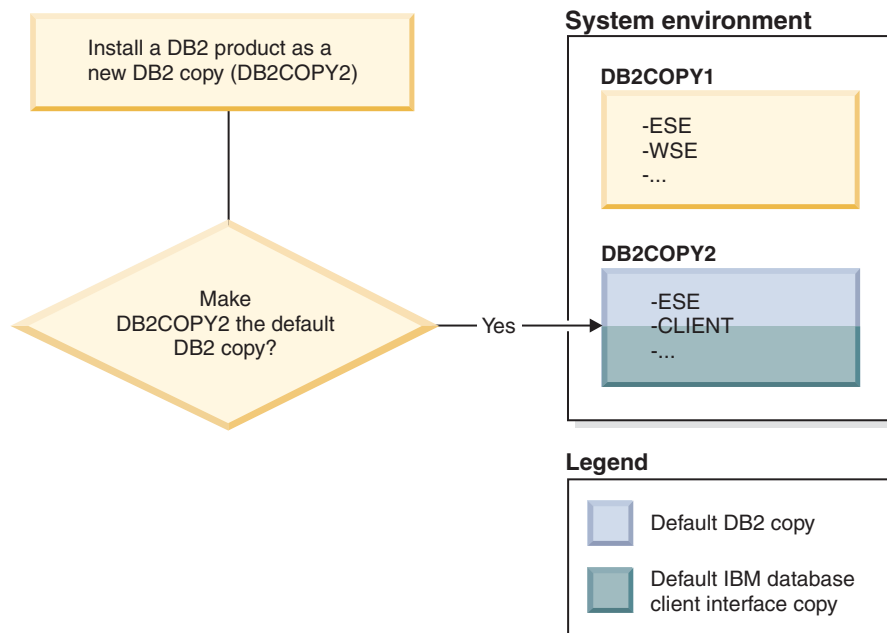 Install a DB2 product as a
new DB2 copy (DB2COPY2)
Make
DB2COPY2 the default
DB2 copy?
Yes
System environment
DB2COPY1
-ESE
-WSE
-...
DB2COPY2
-ESE
-CLIENT
-...
Legend
Default DB2 copy
Default IBM database
client interface copy